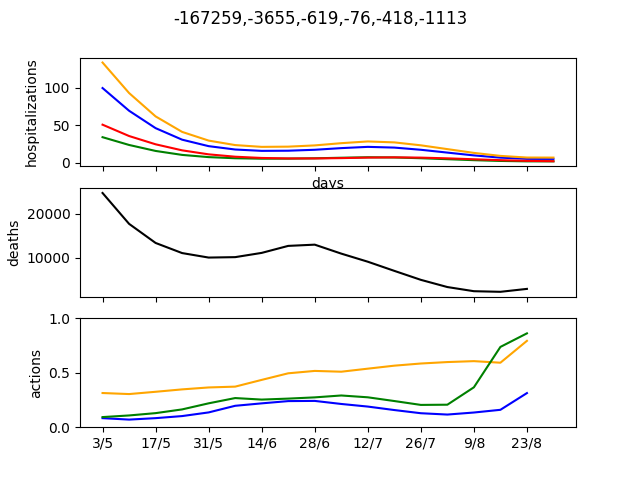 -167259,-3655,-619,-76,-418,-1113
hospitalizations
100
50
0
days
deaths
20000
10000
actions
1.0
0.5
0.0
3/5 17/5 31/5 14/6 28/6 12/7 26/7 9/8 23/8